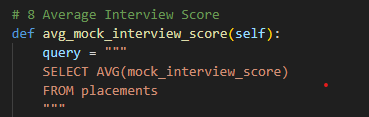 # 8 Average Interview Score
def avg_mock_interview_score(self):
    query = """
    SELECT AVG(mock_interview_score)
    FROM placements
    """